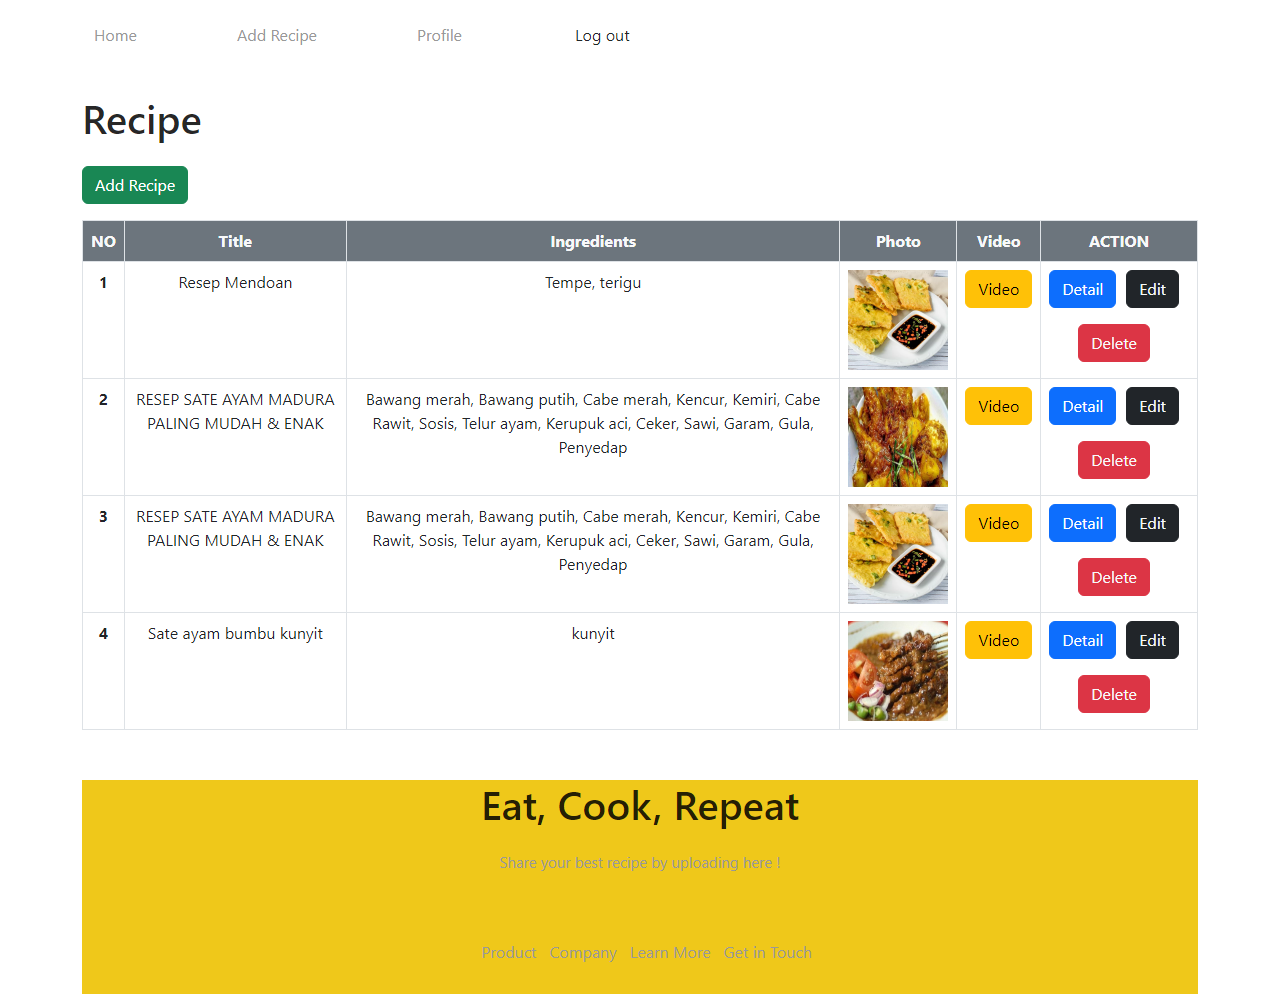 Home Add Recipe Profile Log out
Recipe
Add Recipe
NO Title Ingredients Photo Video ACTION
1 Resep Mendoan Tempe, terigu Video Detail Edit
Delete
2 RESEP SATE AYAM MADURA Bawang merah, Bawang putih, Cabe merah, Kencur, Kemiri, Cabe Video Detail Edit
PALING MUDAH & ENAK Rawit, Sosis, Telur ayam, Kerupuk aci, Ceker, Sawi, Garam, Gula,
Penyedap Delete
3 RESEP SATE AYAM MADURA Bawang merah, Bawang putih, Cabe merah, Kencur, Kemiri, Cabe Video Detail Edit
PALING MUDAH & ENAK Rawit, Sosis, Telur ayam, Kerupuk aci, Ceker, Sawi, Garam, Gula,
Penyedap Delete
4 Sate ayam bumbu kunyit kunyit Video Detail Edit
Delete
Eat, Cook, Repeat
Share your best recipe by uploading here !
Product Company Learn More Get in Touch